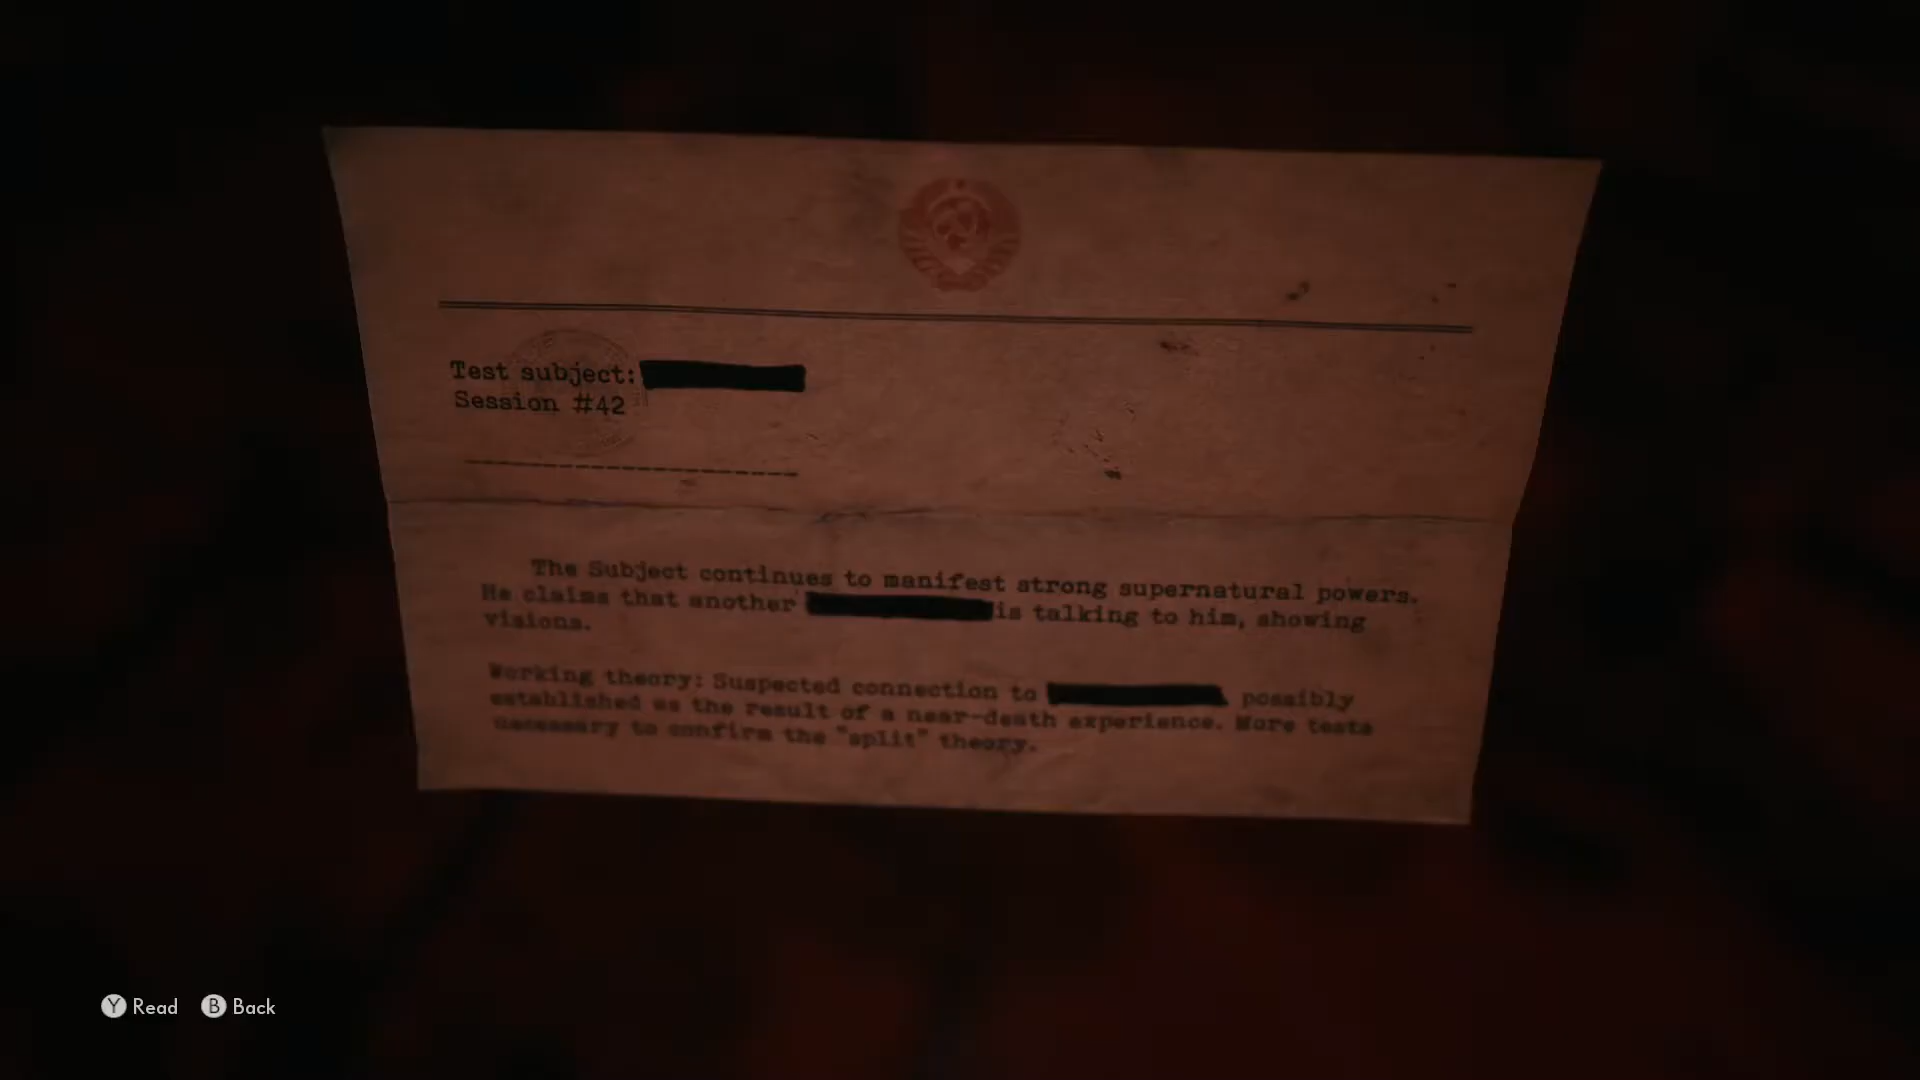 Test subject:
Session #42
The Subject continues to manifest strong supernatural powers.
He claims that another is talking to him, showing
visions.
Working theory: Suspected connection to possibly
established as the result of a near-death experience. More tests
necessary to confirm the "split" theory.
Y Read B Back